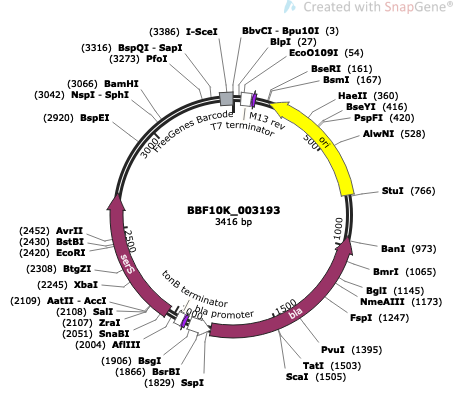 Created with SnapGene®
(3386) I-SceI
(3316) BspQI - SapI
(3273) PfoI
(3066) BamHI
(3042) NspI - SphI
(2920) BspEI
BbvCI - Bpu10I (3)
BlpI (27)
EcoO109I (54)
BseRI (161)
BsmI (167)
HaeII (360)
BseYI (416)
PspFI (420)
AlwNI (528)
StuI (766)
BanI (973)
BmrI (1065)
BglI (1145)
NmeAIII (1173)
FspI (1247)
PvuI (1395)
TatI (1503)
ScaI (1505)
(2452) AvrII
(2430) BstBI
(2420) EcoRI
(2308) BtgZI
(2245) XbaI
(2109) AatII - AccI
(2108) SalI
(2107) ZraI
(2051) SnaBI
(2004) AflIII
(1906) BsgI
(1866) BsrBI
(1829) SspI
FreeGenes Barcode
T7 terminator
M13 rev
ori
500
1000
1500
2500
3000
BBF10K_003193
3416 bp
serS
tonB terminator
bla promoter
bla